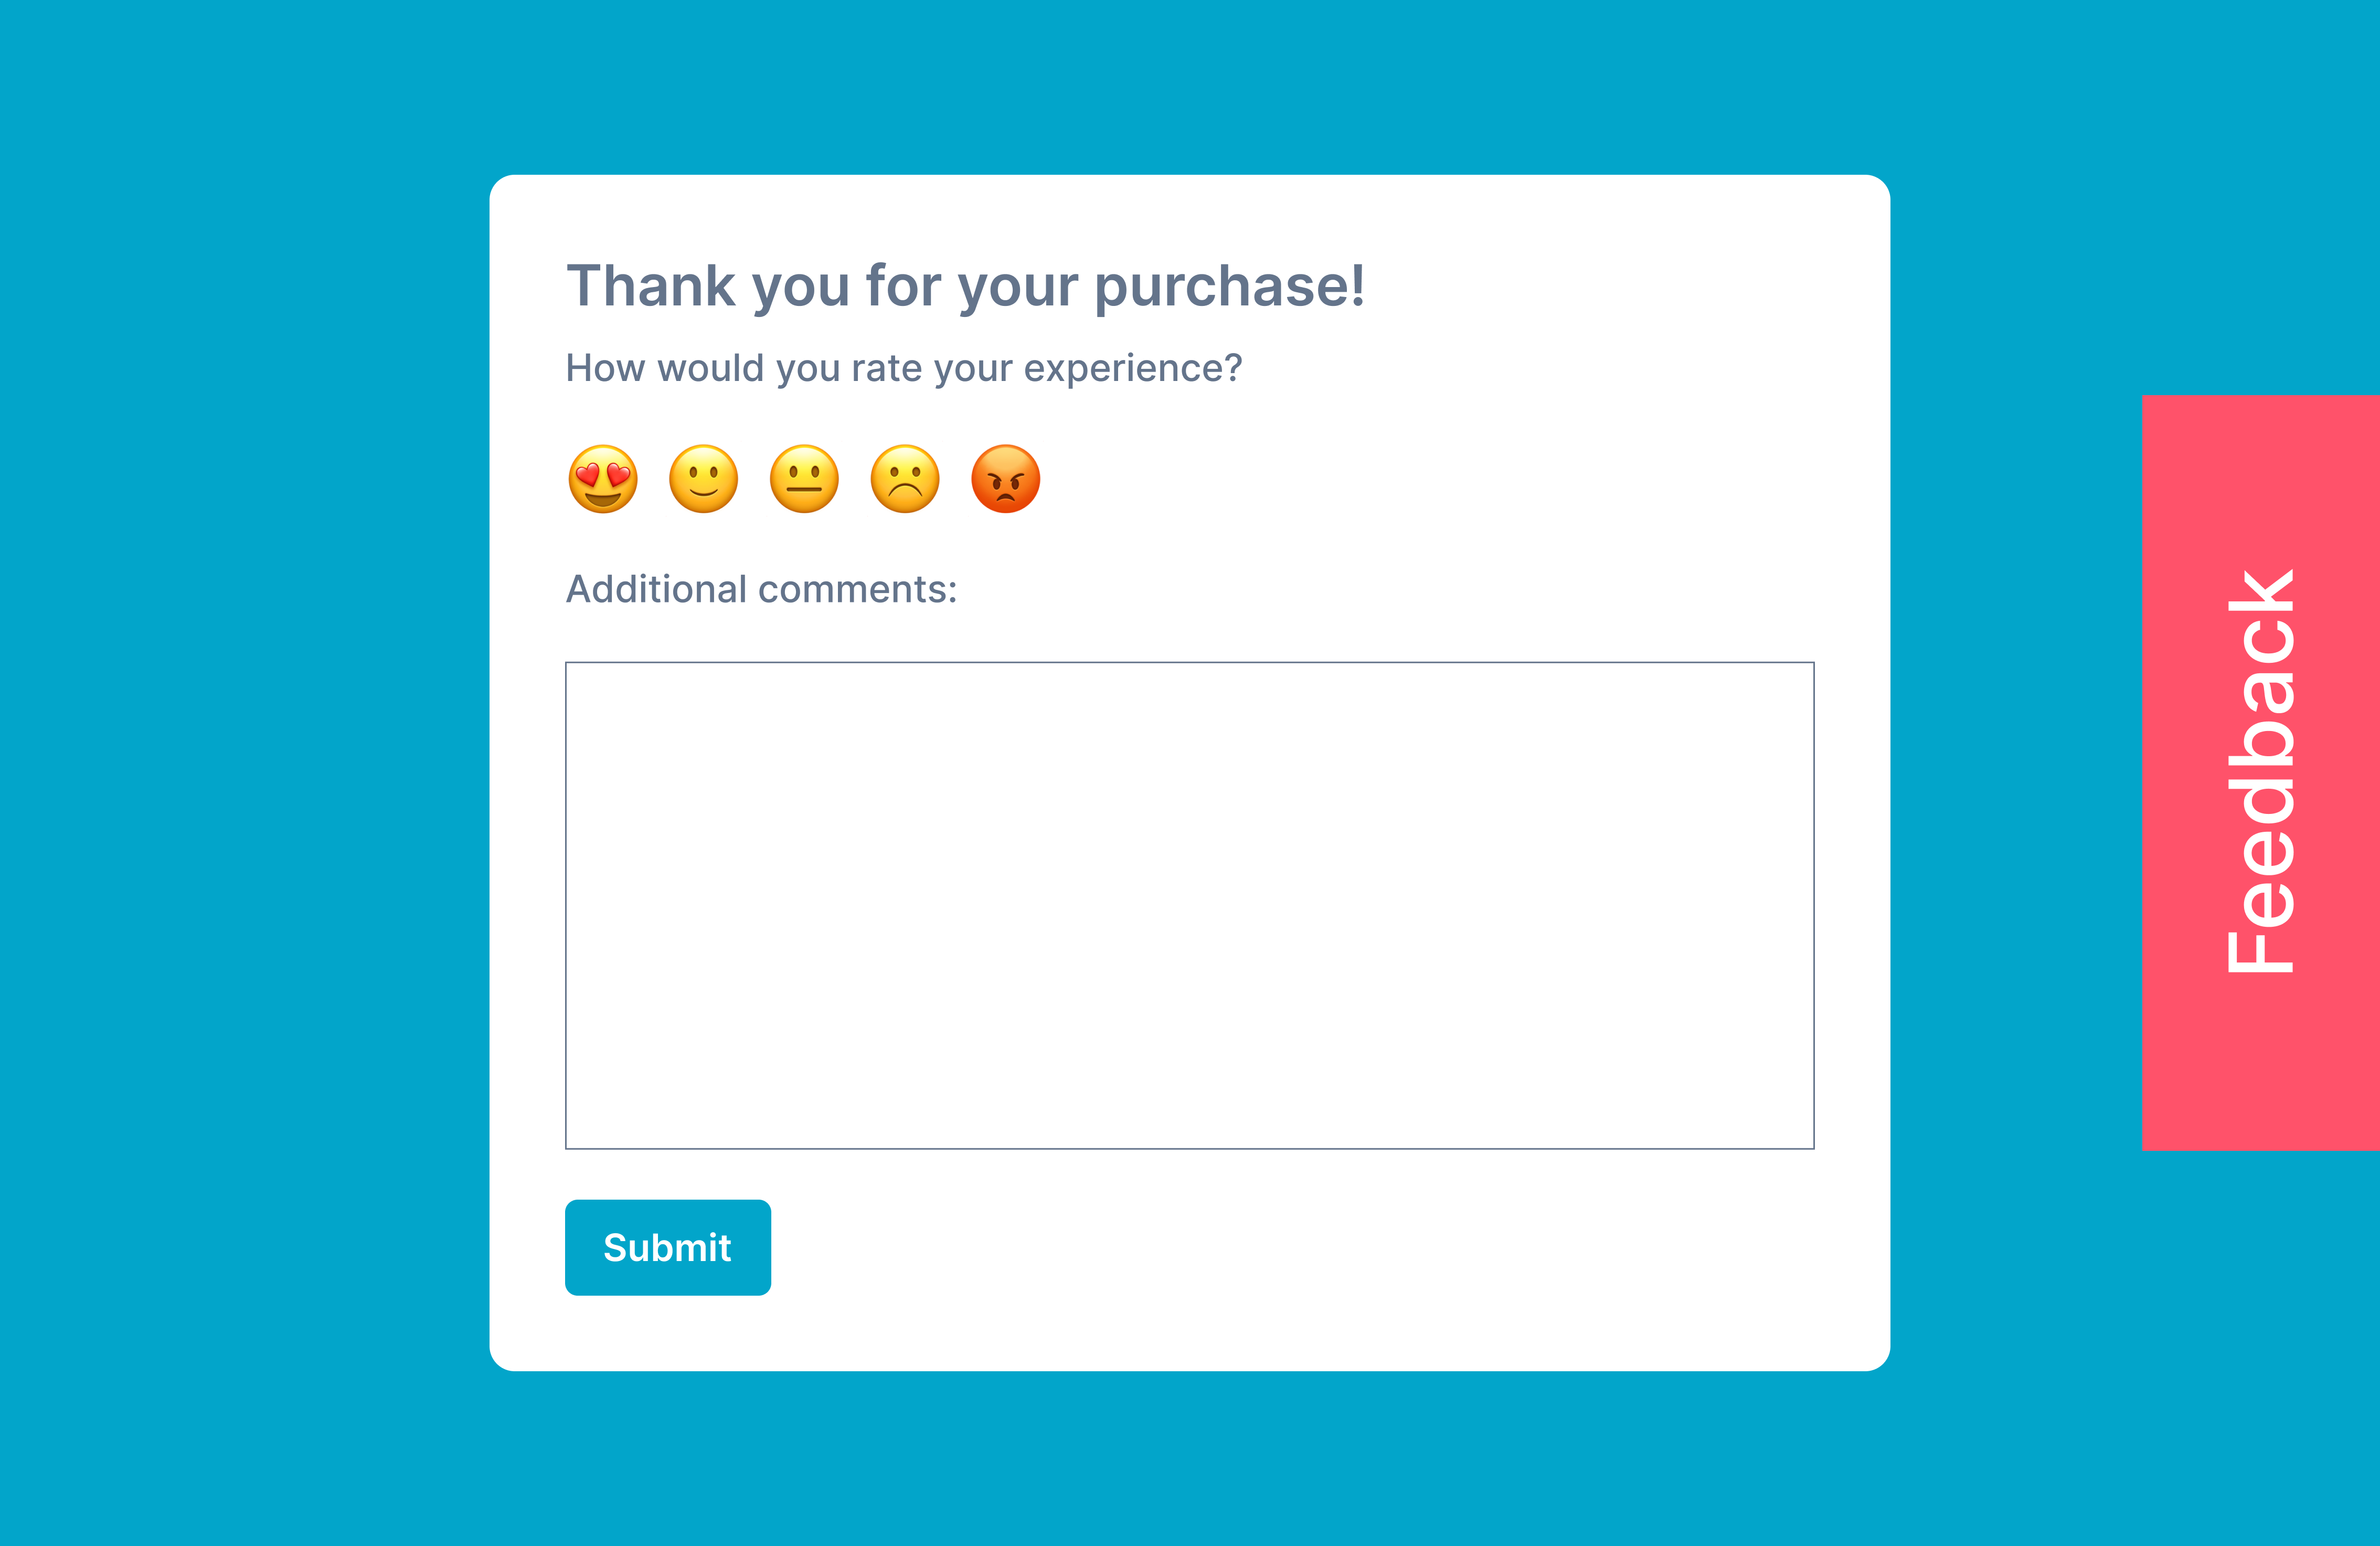 Thank you for your purchase!
How would you rate your experience?
Additional comments:
Submit
Feedback